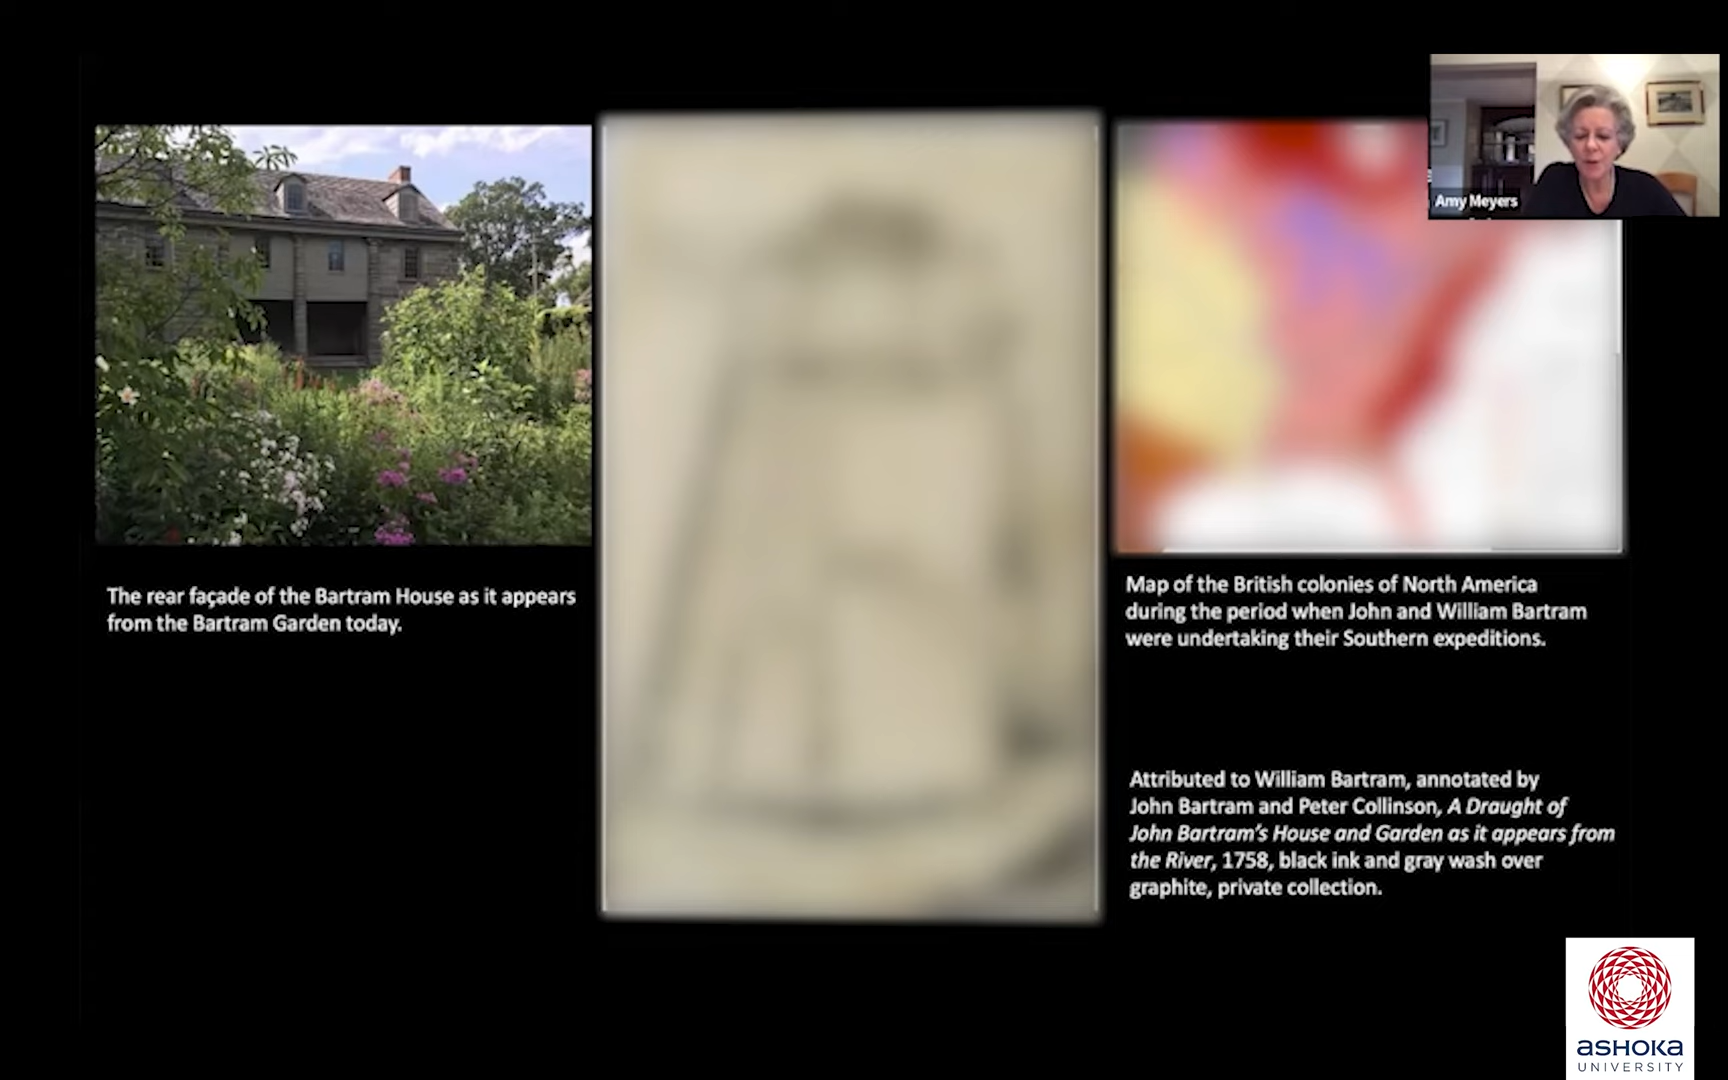 Amy Meyers
The rear façade of the Bartram House as it appears
from the Bartram Garden today.
Map of the British colonies of North America
during the period when John and William Bartram
were undertaking their Southern expeditions.
Attributed to William Bartram, annotated by
John Bartram and Peter Collinson, A Draught of
John Bartram's House and Garden as it appears from
the River, 1758, black ink and gray wash over
graphite, private collection.
ASHOKA
UNIVERSITY